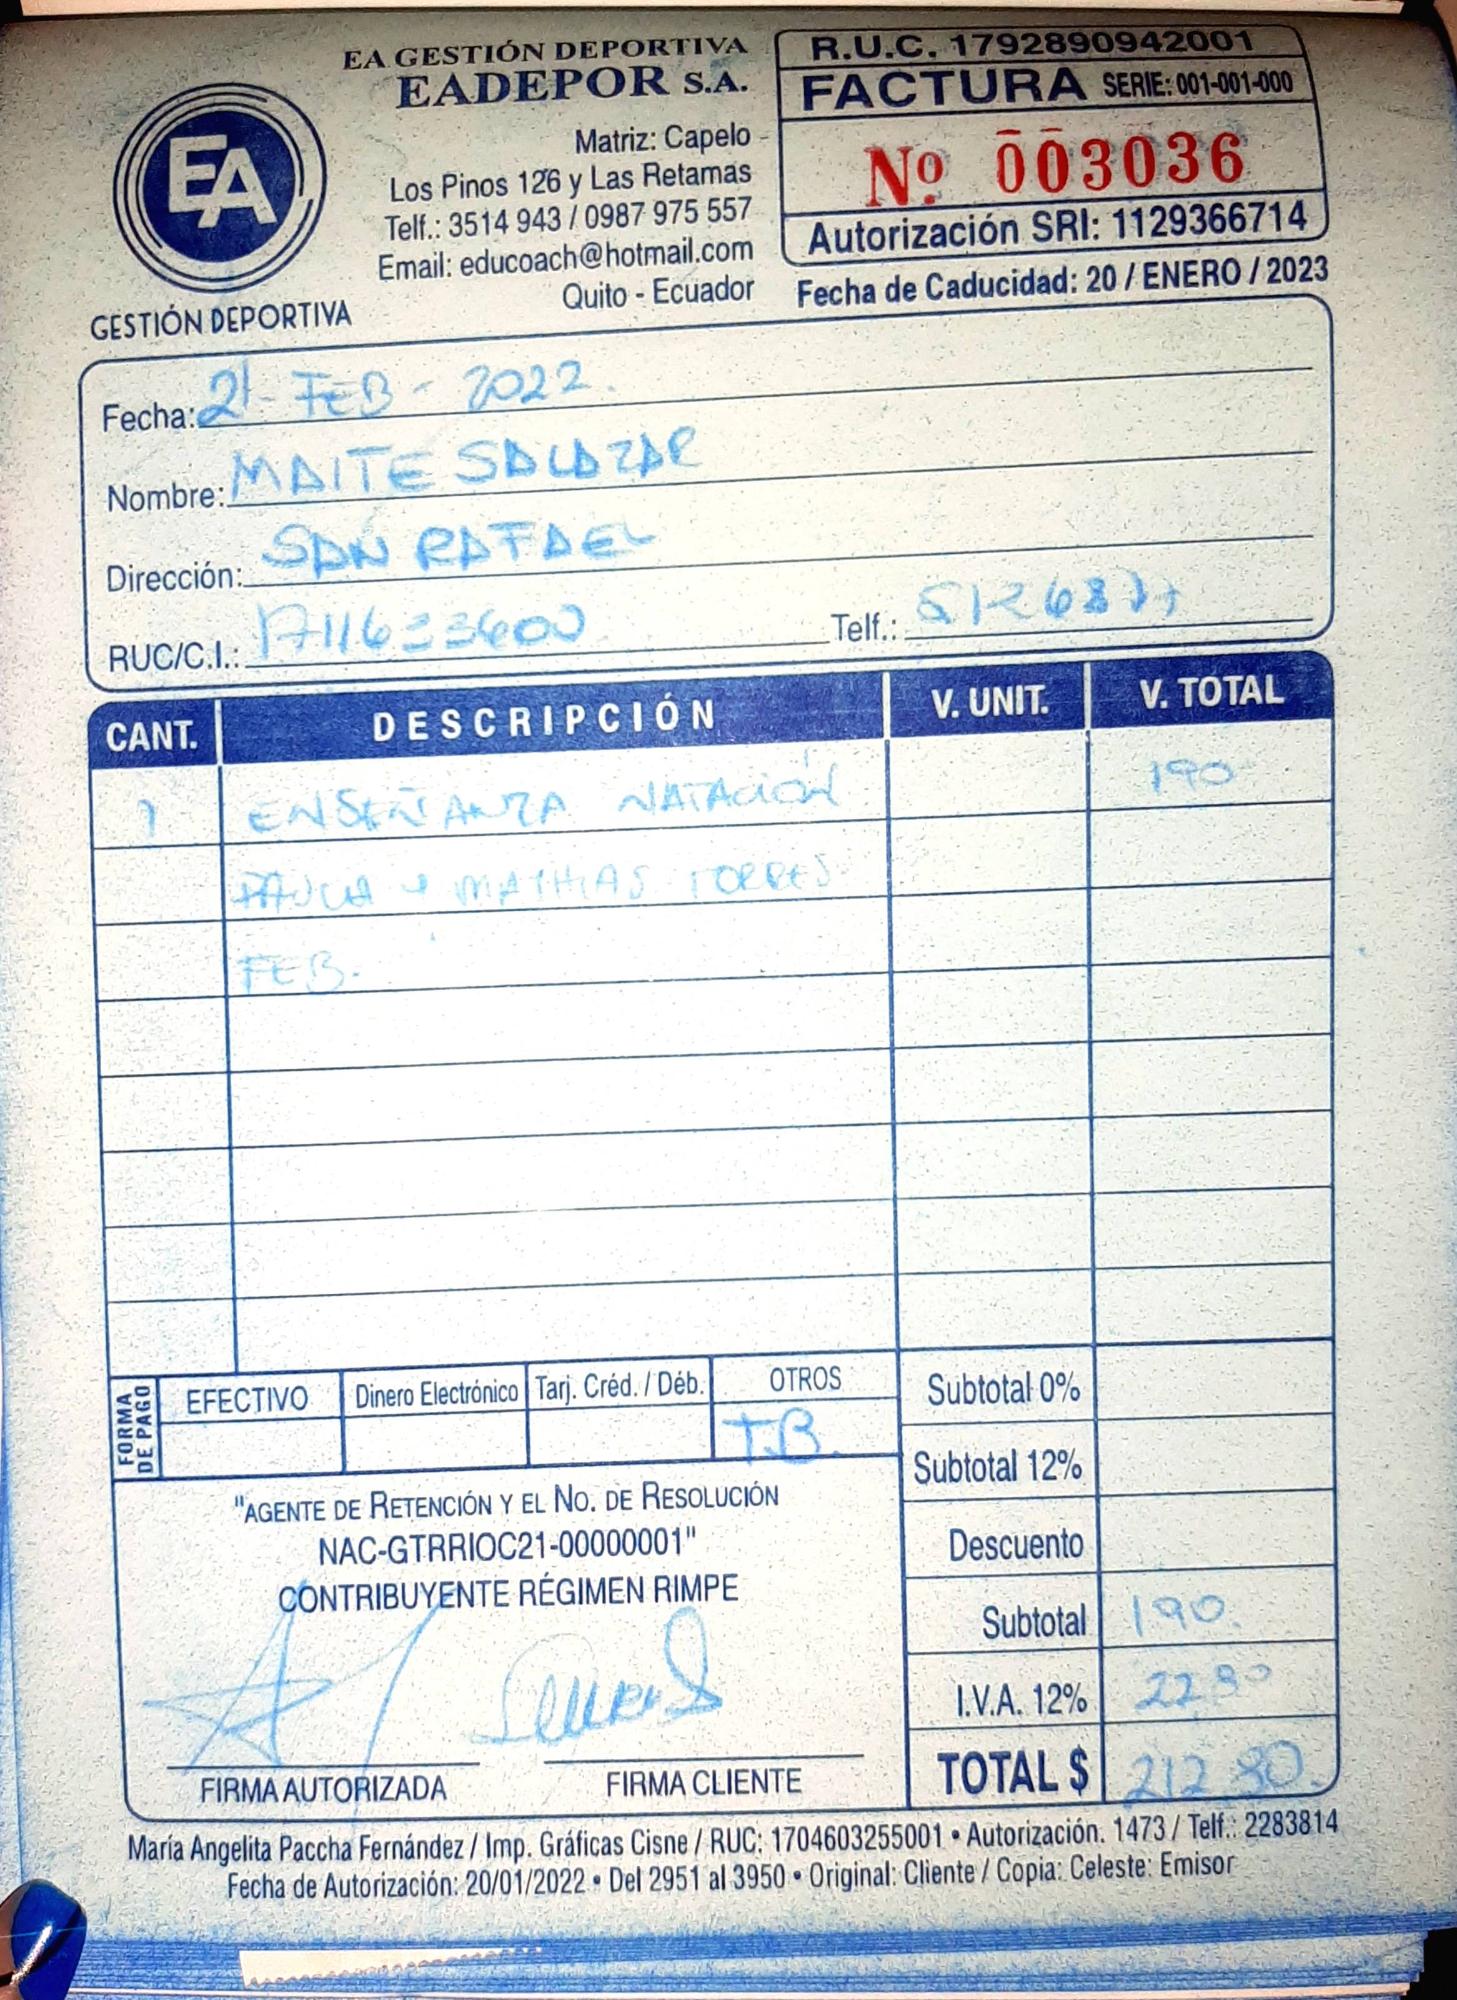 EA GESTIÓN DEPORTIVA
EADEPOR S.A.
Matriz: Capelo
Los Pinos 126 y Las Retamas
Telf.: 3514 943 / 0987 975 557
Email: educoach@hotmail.com
Quito - Ecuador
EA
GESTIÓN DEPORTIVA
R.U.C. 1792890942001
FACTURA SERIE: 001-001-000
Nº 003036
Autorización SRI: 1129366714
Fecha de Caducidad: 20 / ENERO / 2023
Fecha: 21 - FEB - 2022.
Nombre: MAITE SALAZAR
Dirección: SAN RAFAEL
RUC/C.I.: 1711633600 Telf.:
CANT. DESCRIPCIÓN V. UNIT. V. TOTAL
1 ENSEÑANZA NATACIÓN 190
PAULA Y MATHIAS TORRES
FEB.
FORMA DE PAGO
EFECTIVO Dinero Electrónico Tarj. Créd. / Déb. OTROS
T.B.
Subtotal 0%
Subtotal 12%
Descuento
Subtotal 190.
I.V.A. 12% 22.80
TOTAL $ 212.80.
"AGENTE DE RETENCIÓN Y EL NO. DE RESOLUCIÓN
NAC-GTRRIOC21-00000001"
CONTRIBUYENTE RÉGIMEN RIMPE
FIRMA AUTORIZADA FIRMA CLIENTE
María Angelita Paccha Fernández / Imp. Gráficas Cisne / RUC: 1704603255001 • Autorización. 1473 / Telf.: 2283814
Fecha de Autorización: 20/01/2022 • Del 2951 al 3950 • Original: Cliente / Copia: Celeste: Emisor